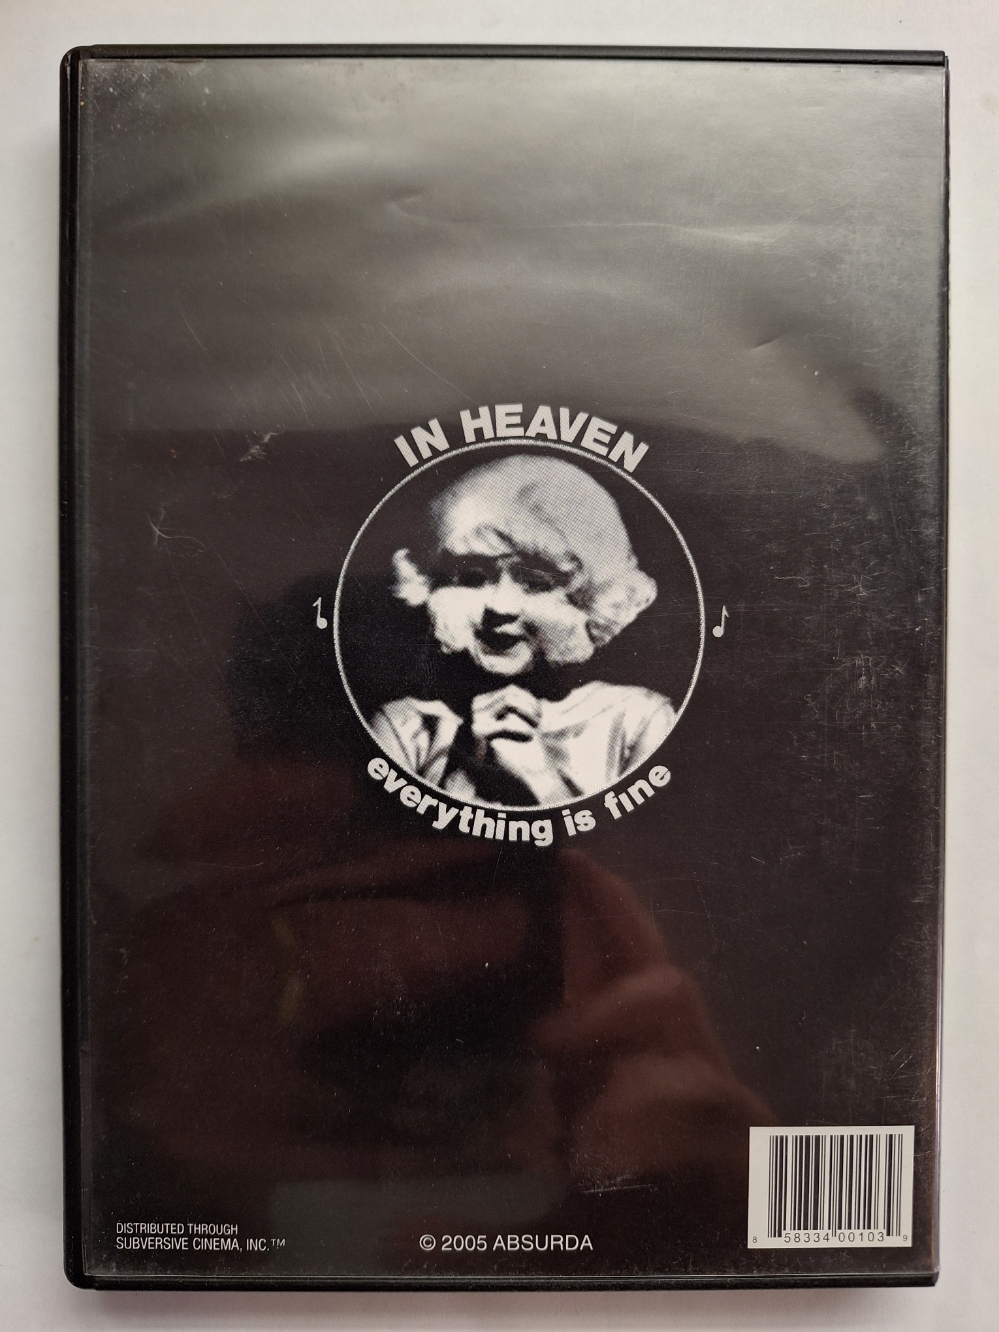 IN HEAVEN
everything is fine
DISTRIBUTED THROUGH
SUBVERSIVE CINEMA, INC.™
© 2005 ABSURDA
8 58334 00103 9